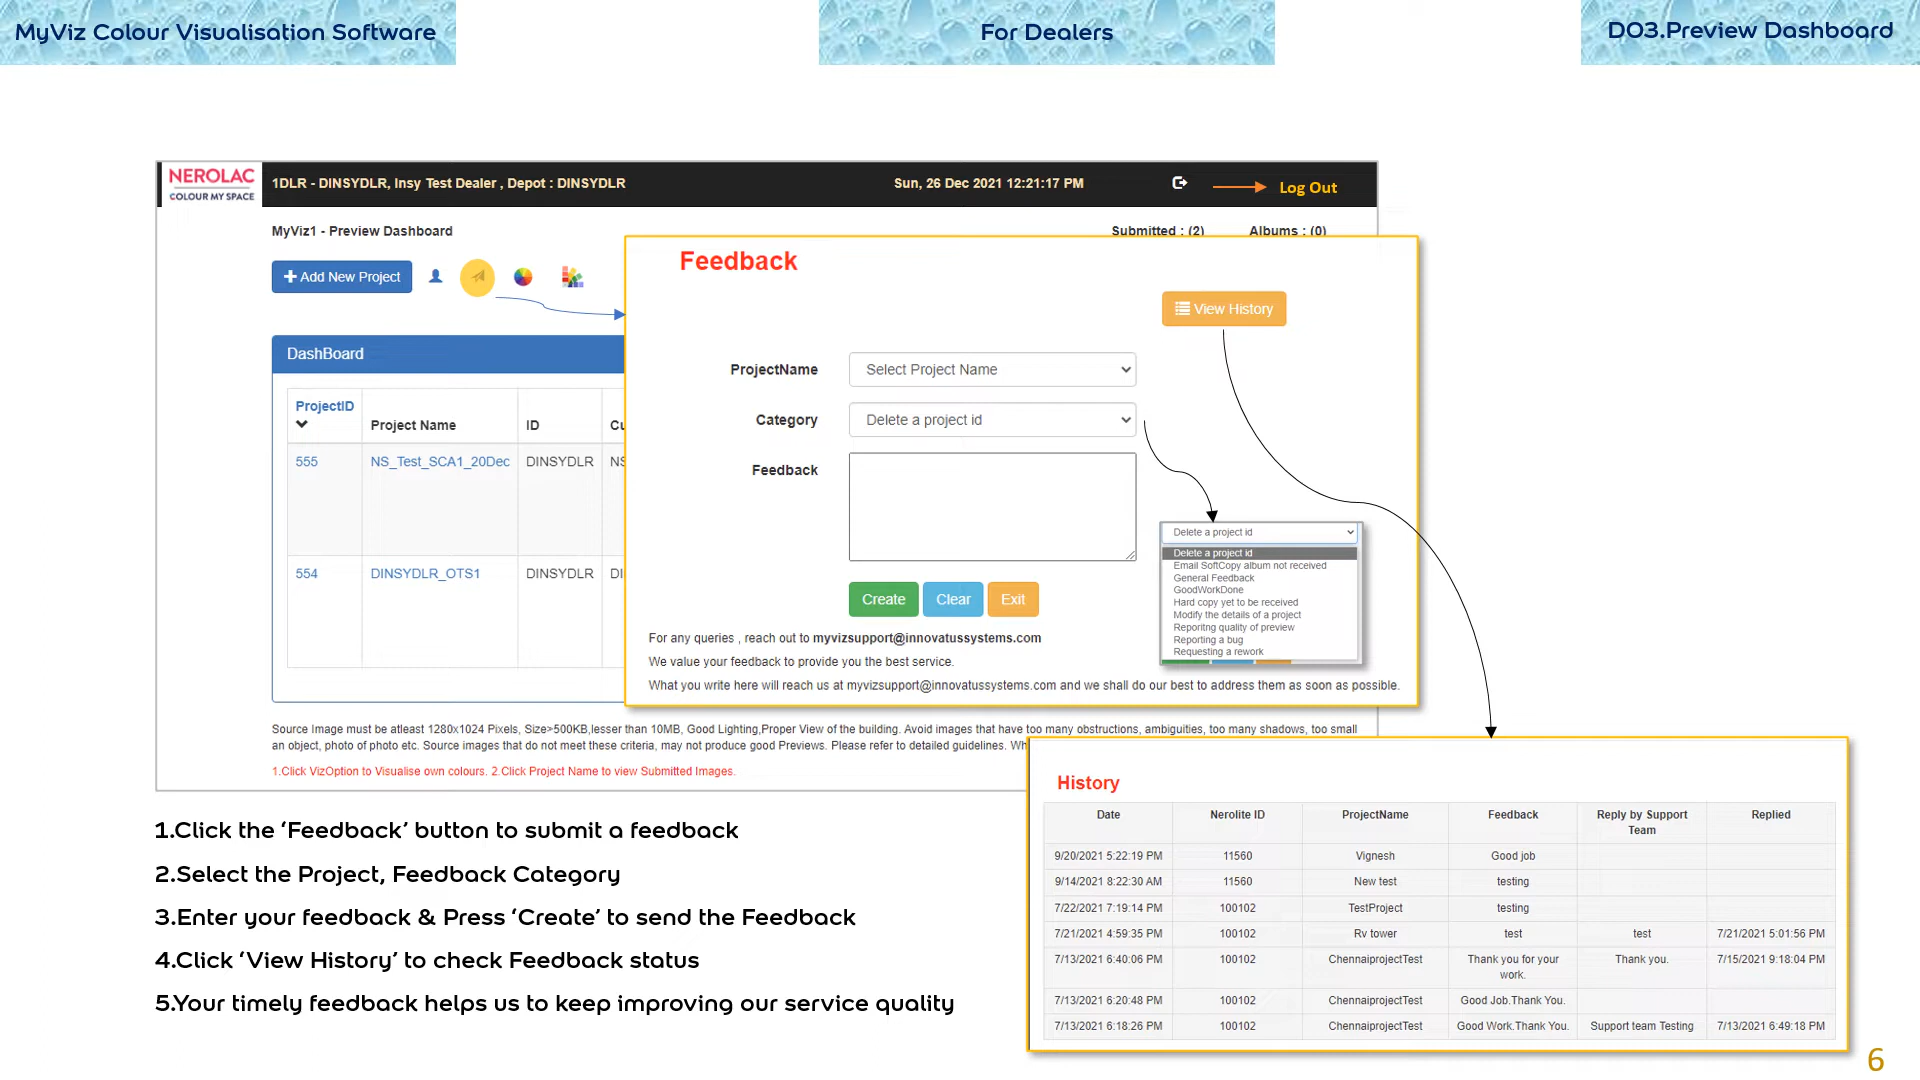 MyViz Colour Visualisation Software
For Dealers
DO3.Preview Dashboard
NEROLAC
COLOUR MY SPACE
1DLR - DINSYDLR, Insy Test Dealer , Depot : DINSYDLR
Sun, 26 Dec 2021 12:21:17 PM
Log Out
MyViz1 - Preview Dashboard
Submitted : (2)
Albums : (0)
Add New Project
DashBoard
ProjectID
Project Name
ID
Cu
555
NS_Test_SCA1_20Dec
DINSYDLR
NS
554
DINSYDLR_OTS1
DINSYDLR
DI
Feedback
View History
ProjectName
Select Project Name
Category
Delete a project id
Feedback
Create
Clear
Exit
For any queries , reach out to myvizsupport@innovatussystems.com
We value your feedback to provide you the best service.
What you write here will reach us at myvizsupport@innovatussystems.com and we shall do our best to address them as soon as possible.
Delete a project id
Delete a project id
Email SoftCopy album not received
General Feedback
GoodWorkDone
Hard copy yet to be received
Modify the details of a project
Reporitng quality of preview
Reporting a bug
Requesting a rework
Source Image must be atleast 1280x1024 Pixels, Size>500KB,lesser than 10MB, Good Lighting,Proper View of the building. Avoid images that have too many obstructions, ambiguities, too many shadows, too small
an object, photo of photo etc. Source images that do not meet these criteria, may not produce good Previews. Please refer to detailed guidelines. Wh
1.Click VizOption to Visualise own colours. 2.Click Project Name to view Submitted Images.
History
Date Nerolite ID ProjectName Feedback Reply by Support Team Replied
9/20/2021 5:22:19 PM 11560 Vignesh Good job
9/14/2021 8:22:30 AM 11560 New test testing
7/22/2021 7:19:14 PM 100102 TestProject testing
7/21/2021 4:59:35 PM 100102 Rv tower test test 7/21/2021 5:01:56 PM
7/13/2021 6:40:06 PM 100102 ChennaiprojectTest Thank you for your work. Thank you. 7/15/2021 9:18:04 PM
7/13/2021 6:20:48 PM 100102 ChennaiprojectTest Good Job.Thank You.
7/13/2021 6:18:26 PM 100102 ChennaiprojectTest Good Work.Thank You. Support team Testing 7/13/2021 6:49:18 PM
1.Click the ‘Feedback’ button to submit a feedback
2.Select the Project, Feedback Category
3.Enter your feedback & Press ‘Create’ to send the Feedback
4.Click ‘View History’ to check Feedback status
5.Your timely feedback helps us to keep improving our service quality
6